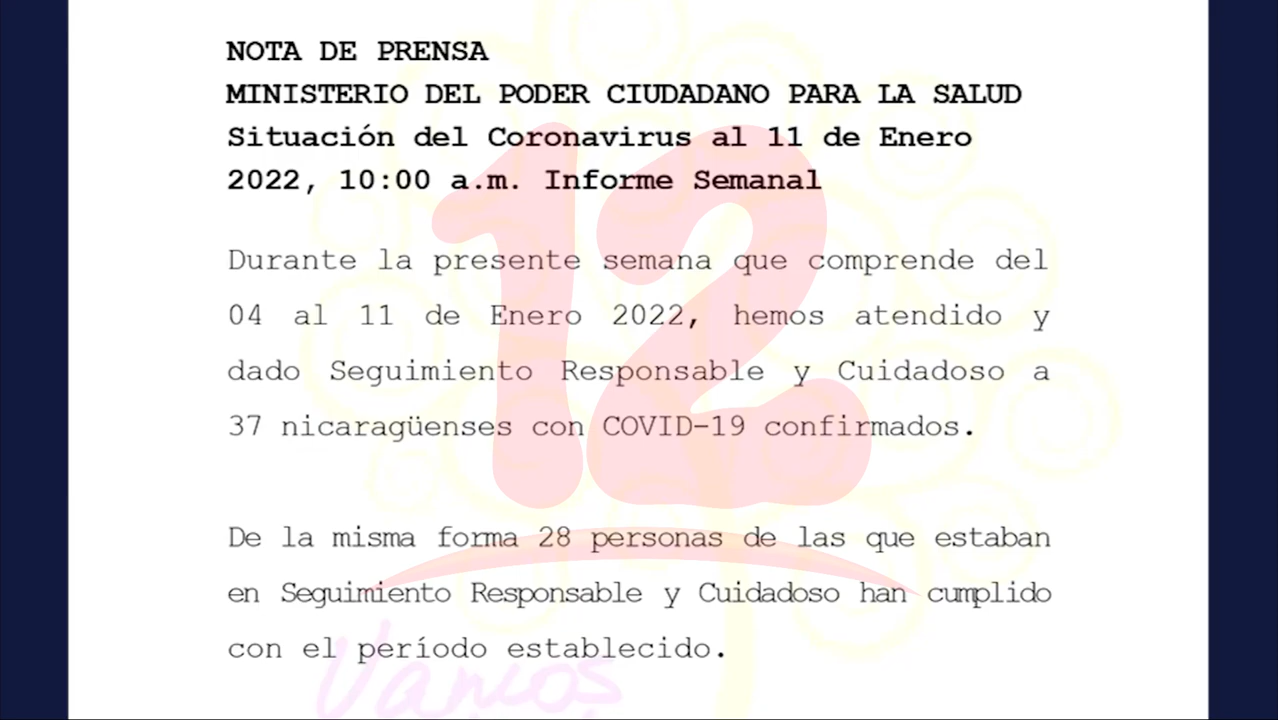 NOTA DE PRENSA
MINISTERIO DEL PODER CIUDADANO PARA LA SALUD
Situación del Coronavirus al 11 de Enero
2022, 10:00 a.m. Informe Semanal
Durante la presente semana que comprende del
04 al 11 de Enero 2022, hemos atendido y
dado Seguimiento Responsable y Cuidadoso a
37 nicaragüenses con COVID-19 confirmados.
De la misma forma 28 personas de las que estaban
en Seguimiento Responsable y Cuidadoso han cumplido
con el período establecido.
12
Vamos